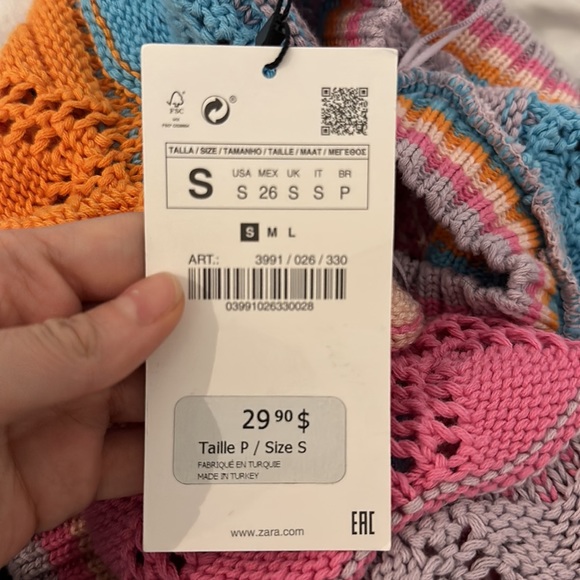 FSC
®
TALLA / SIZE / TAMANHO / TAILLE / MAAT / ΜΕΓΕΘΟΣ
S
USA MEX UK IT BR
S 26 S S P
S M L
ART.: 3991 / 026 / 330
03991026330028
29 90 $
Taille P / Size S
FABRIQUÉ EN TURQUIE
MADE IN TURKEY
www.zara.com
EAC